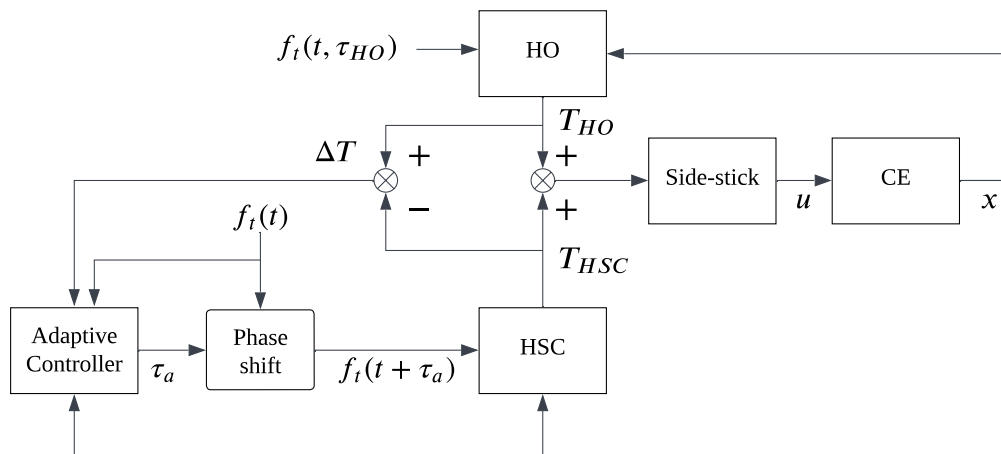 f_t(t, τ_HO)
HO
T_HO
ΔT
+
+
−
+
Side-stick
u
CE
x
f_t(t)
T_HSC
Adaptive
Controller
τ_a
Phase
shift
f_t(t + τ_a)
HSC